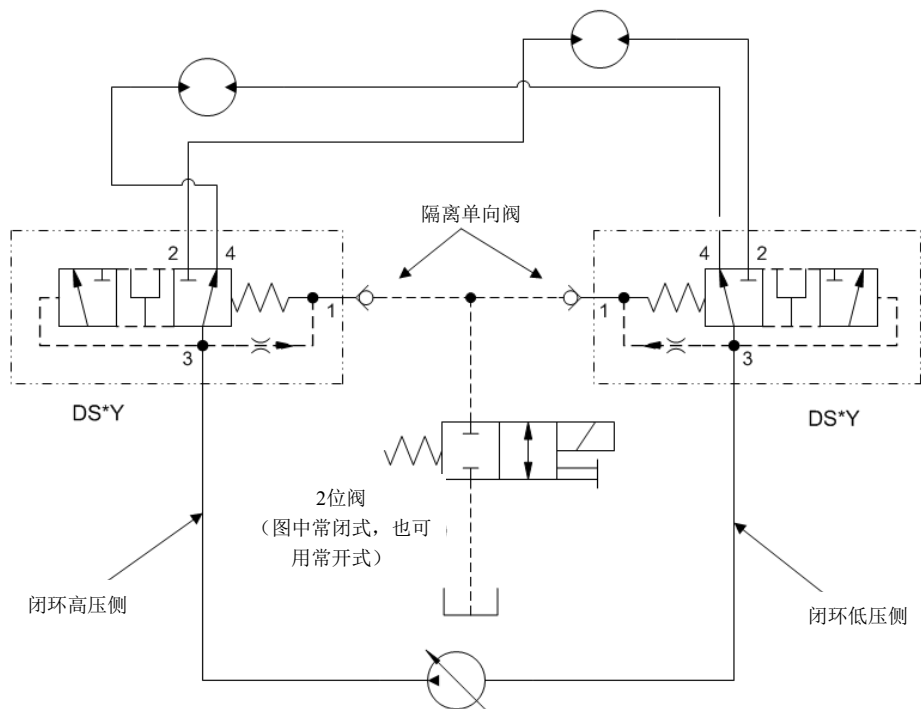 隔离单向阀
2 4
4 2
1
1
3
3
DS*Y
DS*Y
2位阀
（图中常闭式，也可
用常开式）
闭环高压侧
闭环低压侧